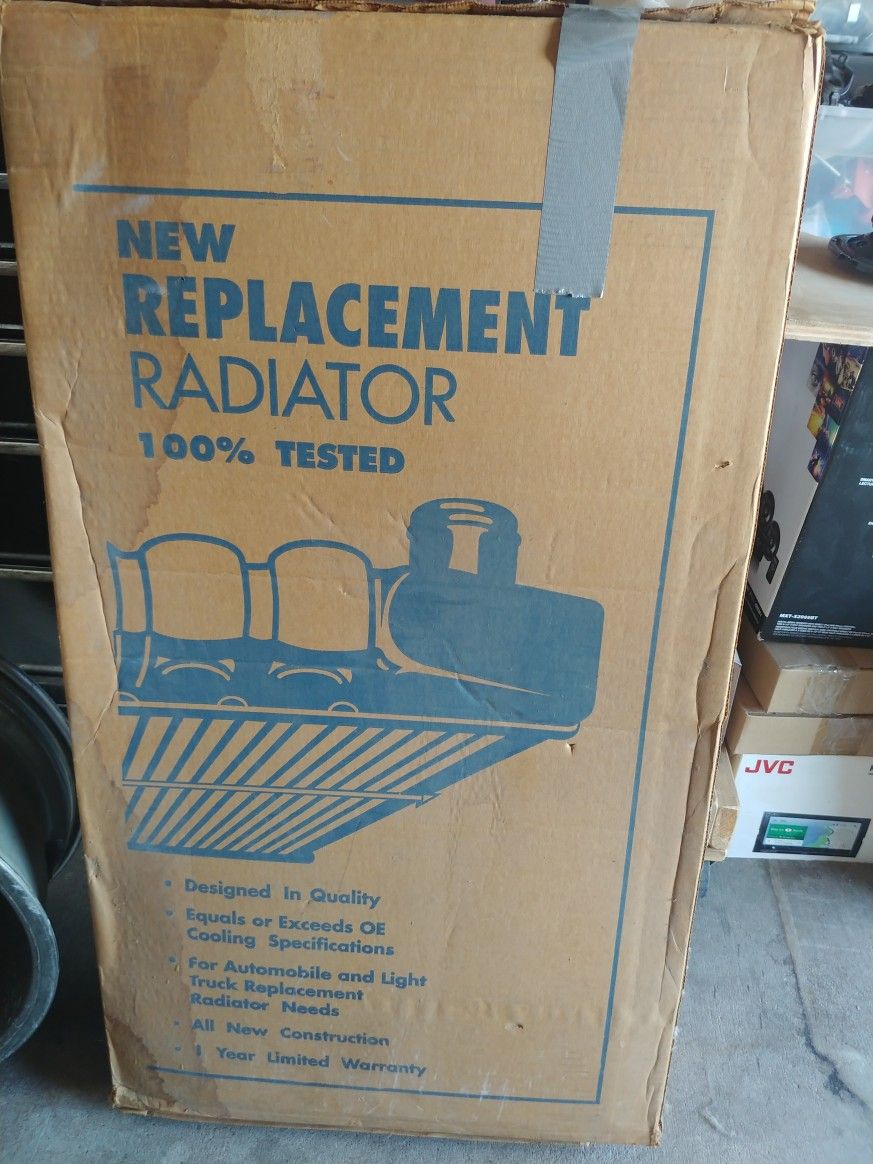 NEW
REPLACEMENT
RADIATOR
100% TESTED
• Designed In Quality
• Equals or Exceeds OE
Cooling Specifications
• For Automobile and Light
Truck Replacement
Radiator Needs
• All New Construction
• 1 Year Limited Warranty
JVC